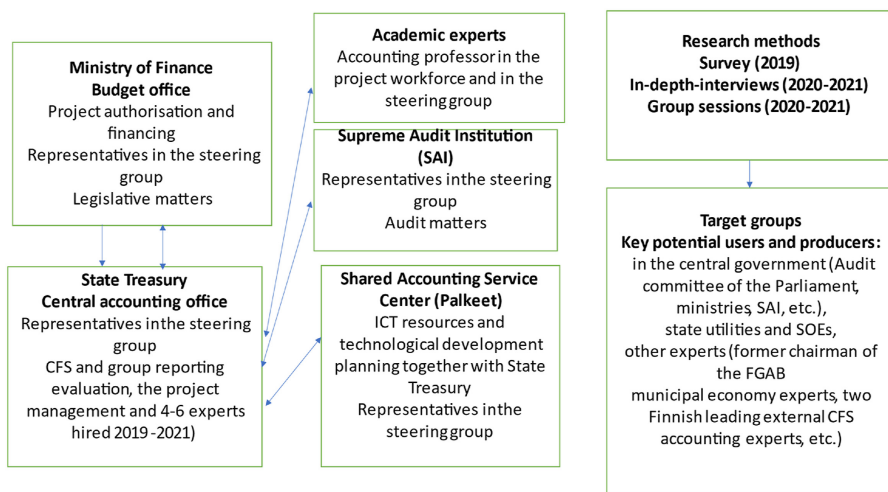 Ministry of Finance
Budget office
Project authorisation and
financing
Representatives in the steering
group
Legislative matters
State Treasury
Central accounting office
Representatives inthe steering
group
CFS and group reporting
evaluation, the project
management and 4-6 experts
hired 2019-2021)
Academic experts
Accounting professor in the
project workforce and in the
steering group
Supreme Audit Institution
(SAI)
Representatives inthe steering
group
Audit matters
Shared Accounting Service
Center (Palkeet)
ICT resources and
technological development
planning together with State
Treasury
Representatives inthe
steering group
Research methods
Survey (2019)
In-depth-interviews (2020-2021)
Group sessions (2020-2021)
Target groups
Key potential users and producers:
in the central government (Audit
committee of the Parliament,
ministries, SAI, etc.),
state utilities and SOEs,
other experts (former chairman of
the FGAB
municipal economy experts, two
Finnish leading external CFS
accounting experts, etc.)